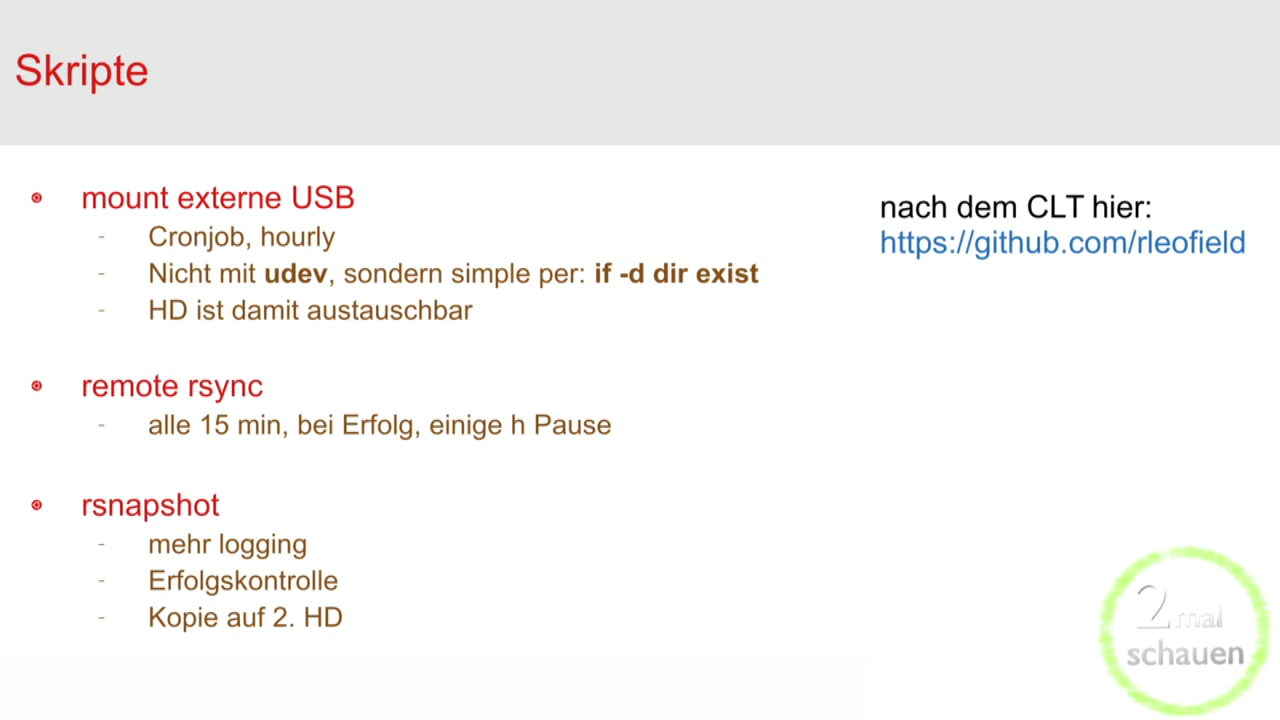 Skripte
mount externe USB
- Cronjob, hourly
- Nicht mit udev, sondern simple per: if -d dir exist
- HD ist damit austauschbar
remote rsync
- alle 15 min, bei Erfolg, einige h Pause
rsnapshot
- mehr logging
- Erfolgskontrolle
- Kopie auf 2. HD
nach dem CLT hier:
https://github.com/rleofield
2 mal
schauen